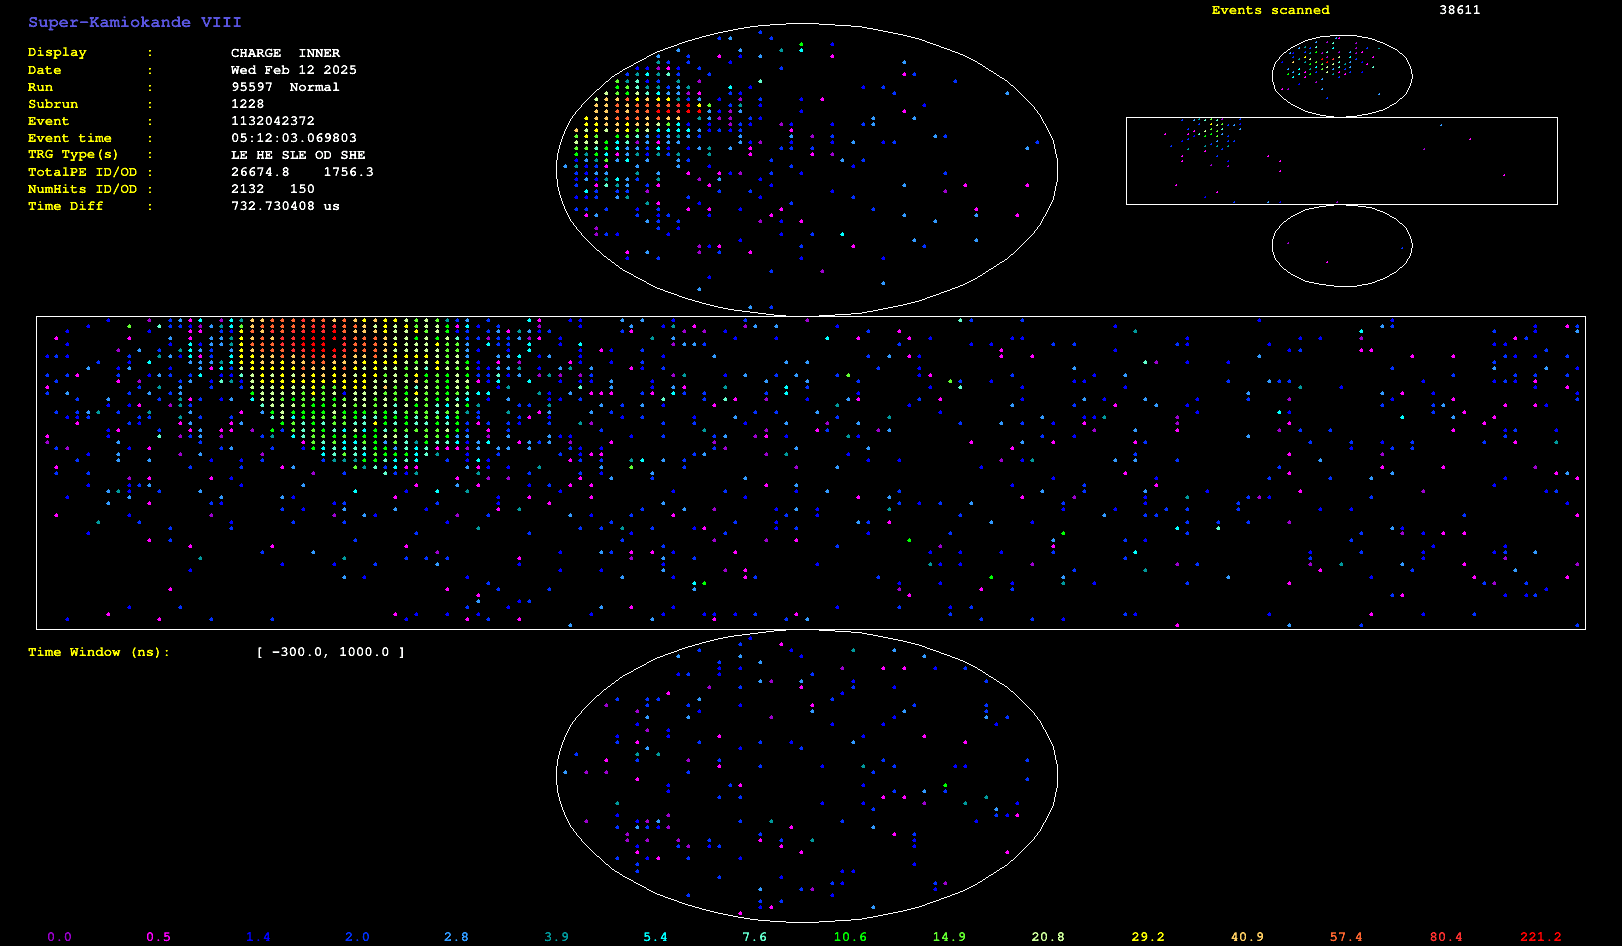 Super-Kamiokande VIII
Events scanned 38611
Display : CHARGE INNER
Date : Wed Feb 12 2025
Run : 95597 Normal
Subrun : 1228
Event : 1132042372
Event time : 05:12:03.069803
TRG Type(s) : LE HE SLE OD SHE
TotalPE ID/OD : 26674.8 1756.3
NumHits ID/OD : 2132 150
Time Diff : 732.730408 us
Time Window (ns): [ -300.0, 1000.0 ]
0.0 0.5 1.4 2.0 2.8 3.9 5.4 7.6 10.6 14.9 20.8 29.2 40.9 57.4 80.4 221.2